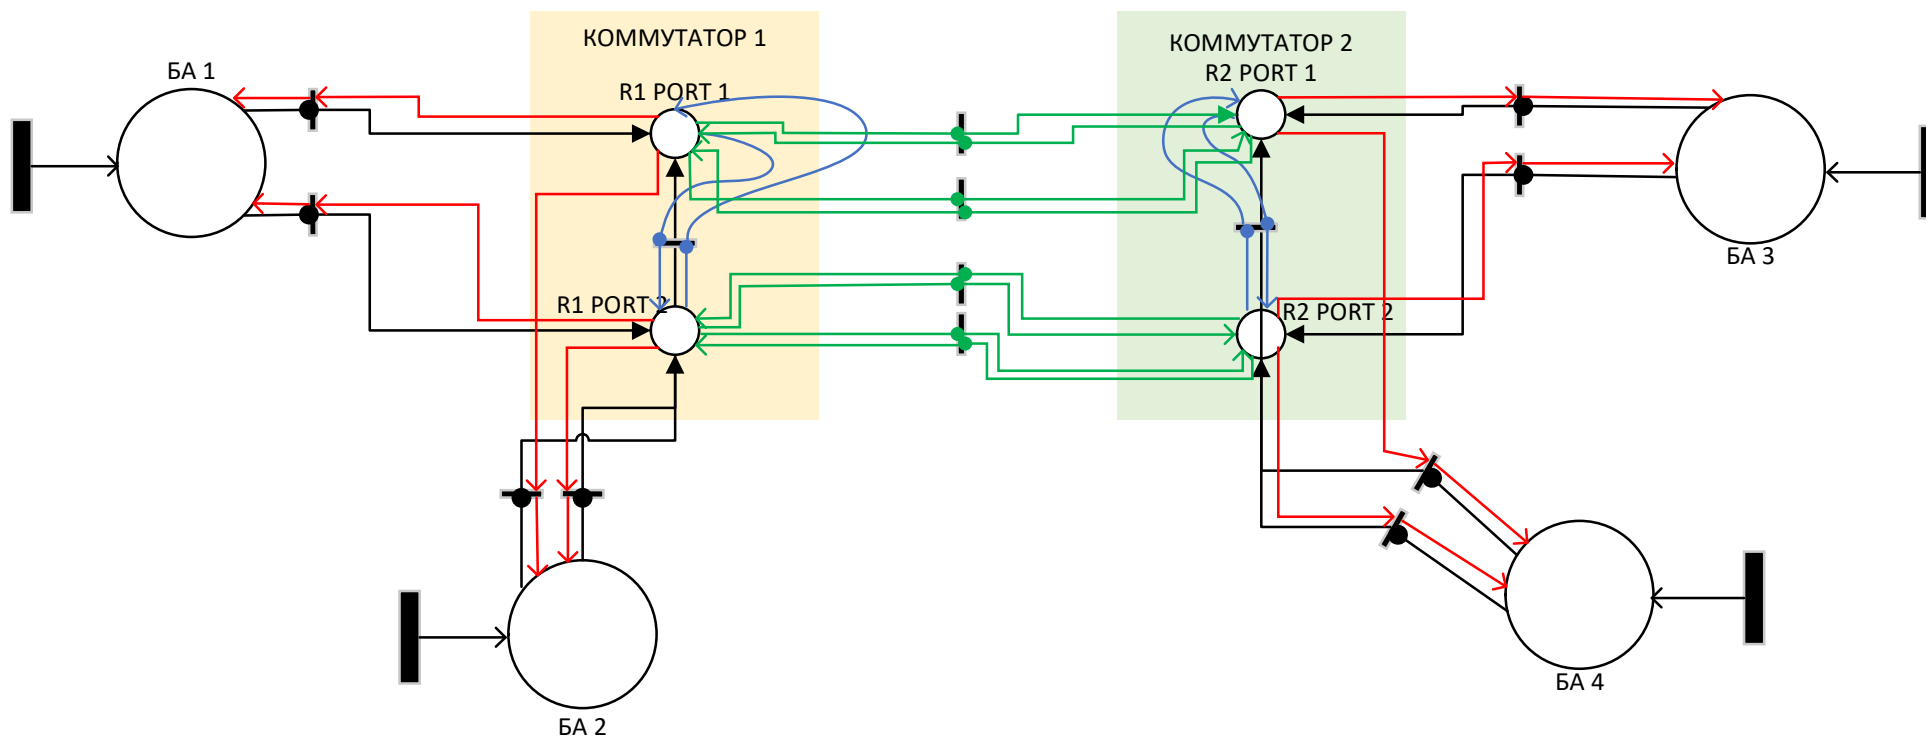 КОММУТАТОР 1
КОММУТАТОР 2
БА 1
R1 PORT 1
R2 PORT 1
БА 3
R1 PORT 2
R2 PORT 2
БА 4
БА 2